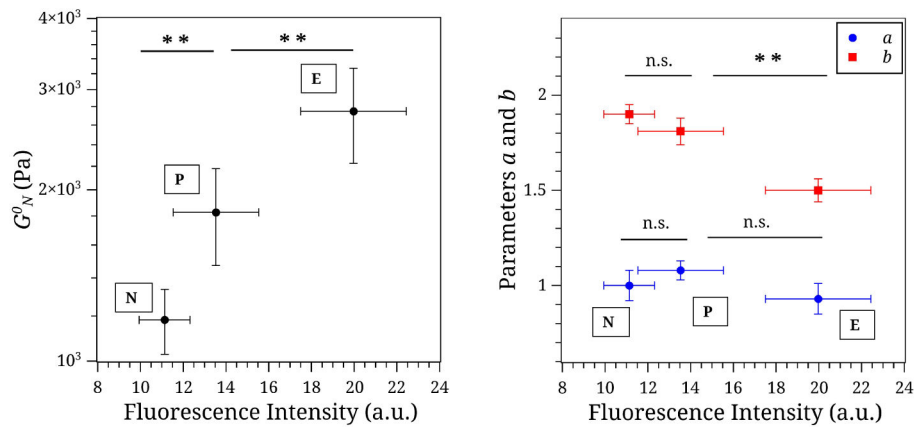 4×10³
3×10³
2×10³
10³
G⁰N (Pa)
**
**
E
P
N
8 10 12 14 16 18 20 22 24
Fluorescence Intensity (a.u.)
a
b
n.s.
**
2
1.5
1
Parameters a and b
n.s.
n.s.
N
P
E
8 10 12 14 16 18 20 22 24
Fluorescence Intensity (a.u.)